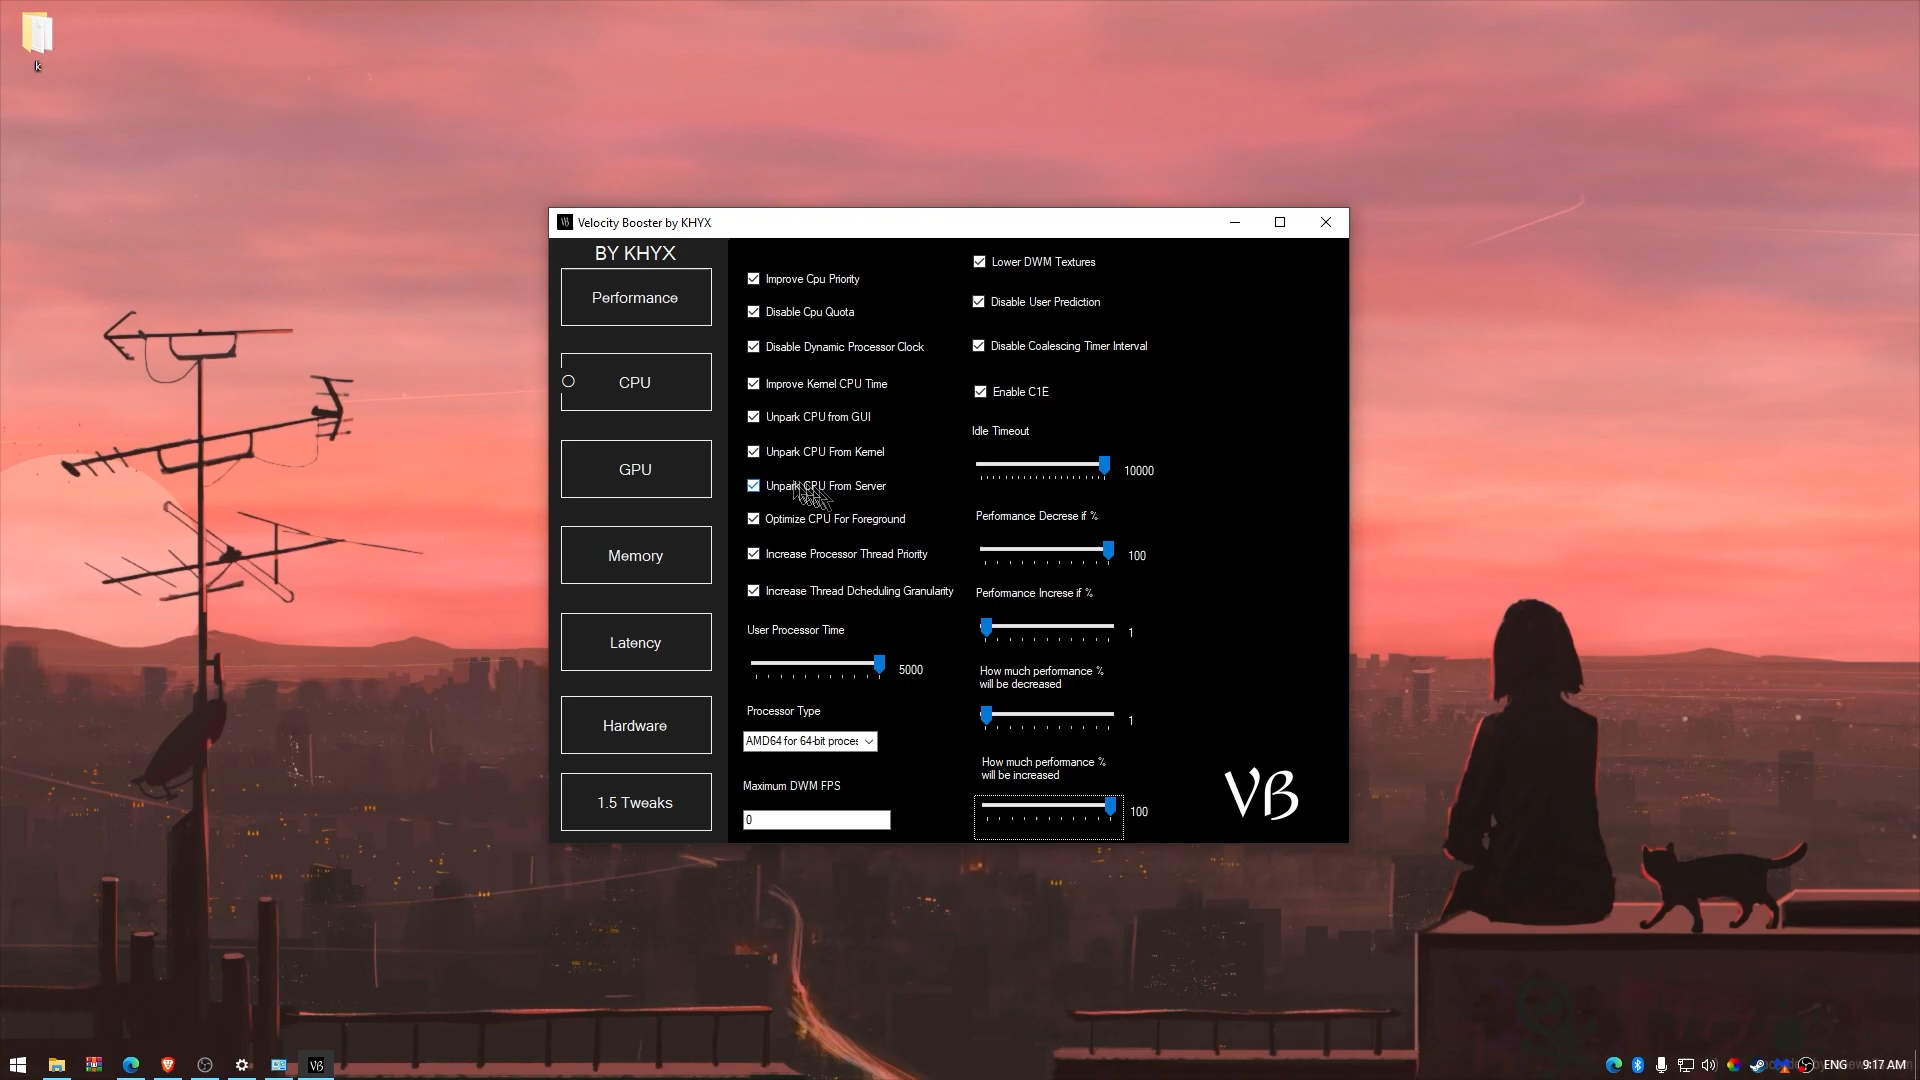 k
Velocity Booster by KHYX
BY KHYX
Performance
CPU
GPU
Memory
Latency
Hardware
1.5 Tweaks
Improve Cpu Priority
Disable Cpu Quota
Disable Dynamic Processor Clock
Improve Kernel CPU Time
Unpark CPU from GUI
Unpark CPU From Kernel
Unpark CPU From Server
Optimize CPU For Foreground
Increase Processor Thread Priority
Increase Thread Dcheduling Granularity
User Processor Time
5000
Processor Type
AMD64 for 64-bit proces
Maximum DWM FPS
0
Lower DWM Textures
Disable User Prediction
Disable Coalescing Timer Interval
Enable C1E
Idle Timeout
10000
Performance Decrese if %
100
Performance Increse if %
1
How much performance %
will be decreased
1
How much performance %
will be increased
100
VB
VB
ENG
9:17 AM